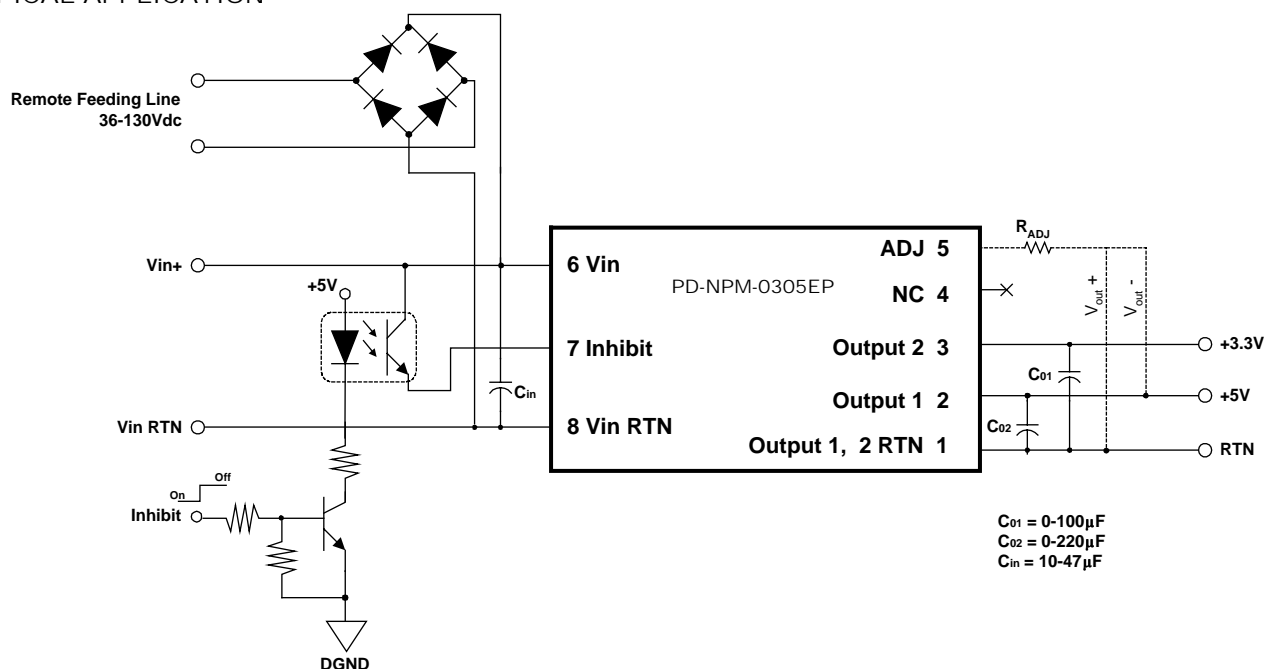 PICAL APPLICATION
Remote Feeding Line
36-130Vdc
Vin+
+5V
Vin RTN
On
Off
Inhibit
DGND
Cin
PD-NPM-0305EP
6 Vin
7 Inhibit
8 Vin RTN
ADJ 5
NC 4
Output 2 3
Output 1 2
Output 1, 2 RTN 1
RADJ
Vout +
Vout -
C01
C02
+3.3V
+5V
RTN
C01 = 0-100μF
C02 = 0-220μF
Cin = 10-47μF